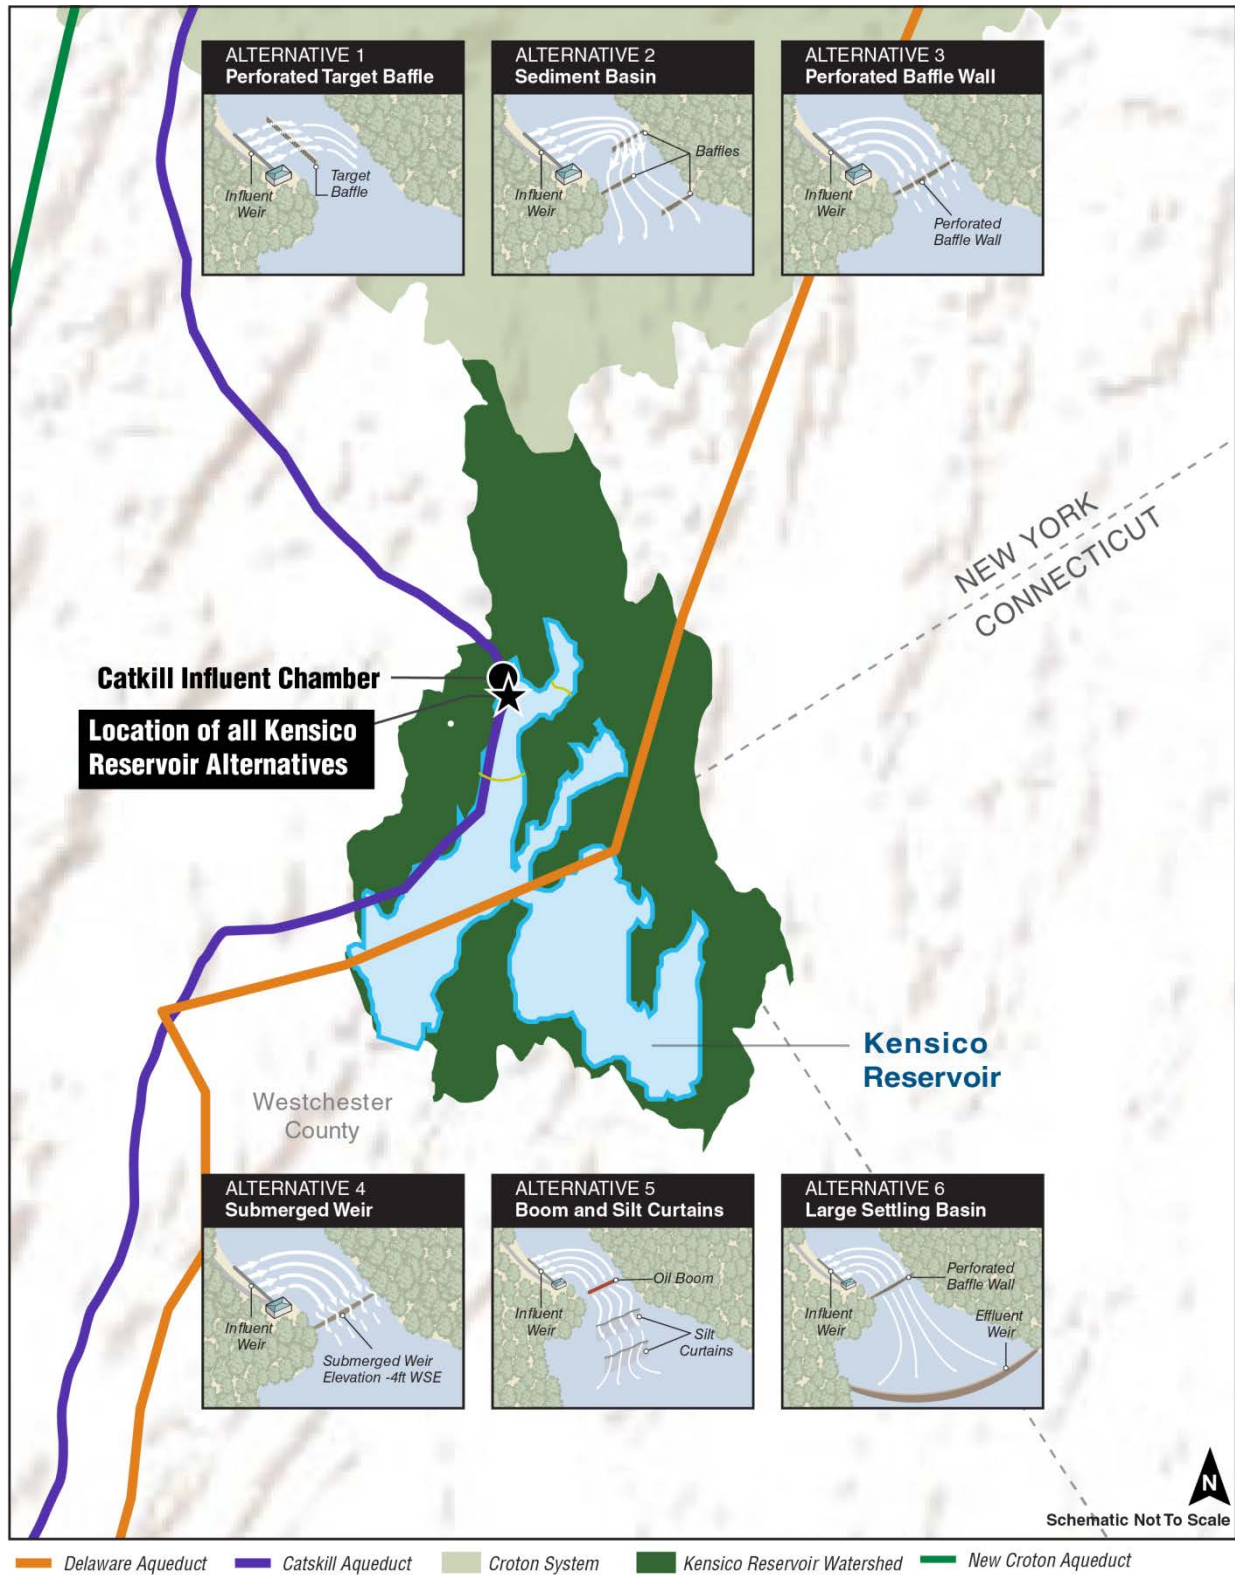 ALTERNATIVE 1
Perforated Target Baffle
Influent
Weir
Target
Baffle
ALTERNATIVE 2
Sediment Basin
Influent
Weir
Baffles
ALTERNATIVE 3
Perforated Baffle Wall
Influent
Weir
Perforated
Baffle Wall
NEW YORK
CONNECTICUT
Catkill Influent Chamber
Location of all Kensico
Reservoir Alternatives
Kensico
Reservoir
Westchester
County
ALTERNATIVE 4
Submerged Weir
Influent
Weir
Submerged Weir
Elevation -4ft WSE
ALTERNATIVE 5
Boom and Silt Curtains
Influent
Weir
Oil Boom
Silt
Curtains
ALTERNATIVE 6
Large Settling Basin
Influent
Weir
Perforated
Baffle Wall
Effluent
Weir
N
Schematic Not To Scale
Delaware Aqueduct
Catskill Aqueduct
Croton System
Kensico Reservoir Watershed
New Croton Aqueduct